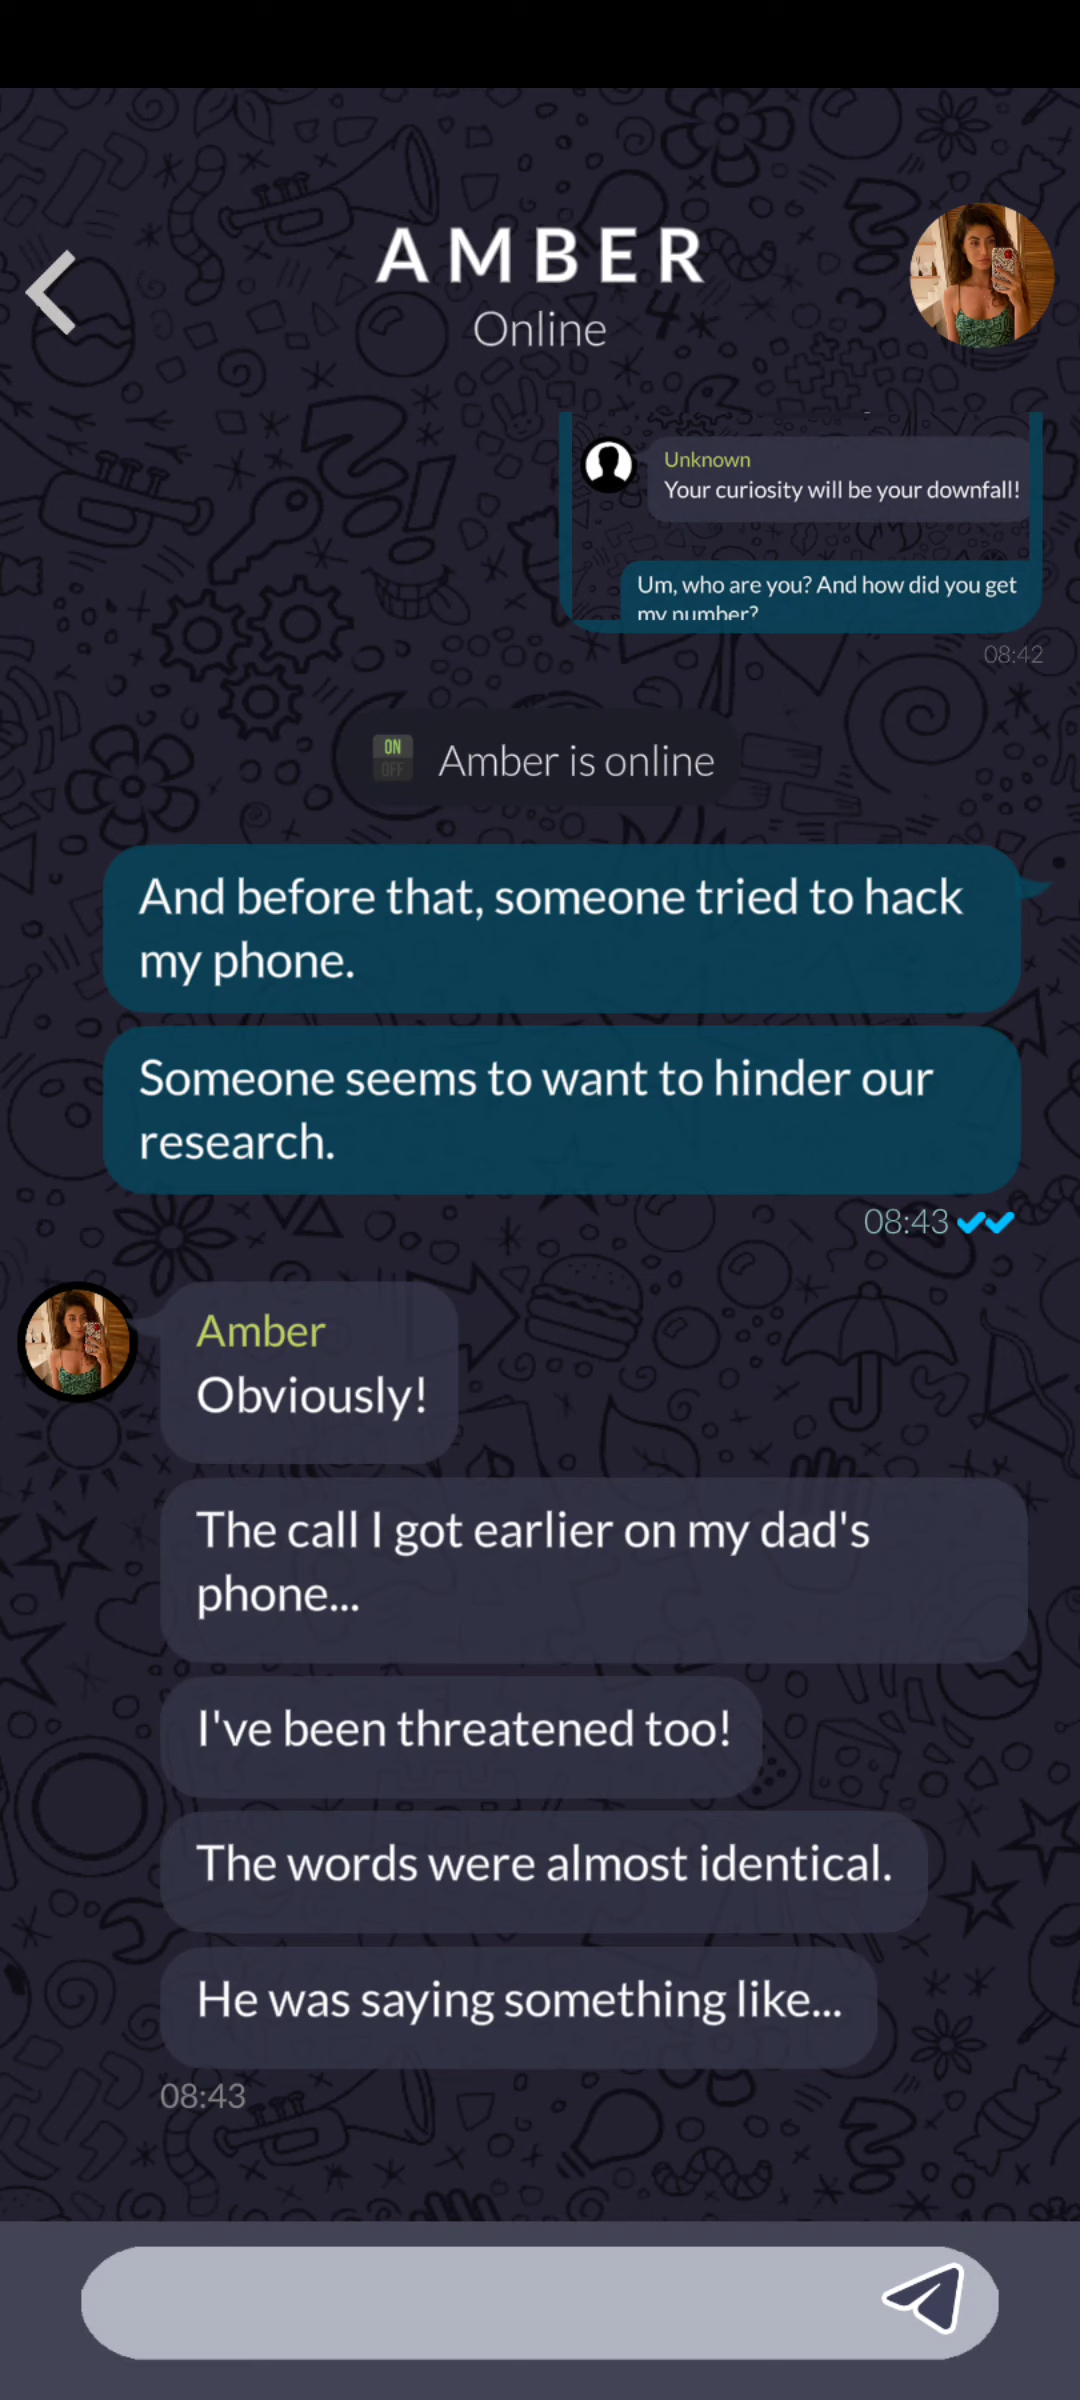 AMBER
Online
Unknown
Your curiosity will be your downfall!
Um, who are you? And how did you get
my number?
08:42
ON
OFF
Amber is online
And before that, someone tried to hack
my phone.
Someone seems to want to hinder our
research.
08:43
Amber
Obviously!
The call I got earlier on my dad's
phone...
I've been threatened too!
The words were almost identical.
He was saying something like...
08:43